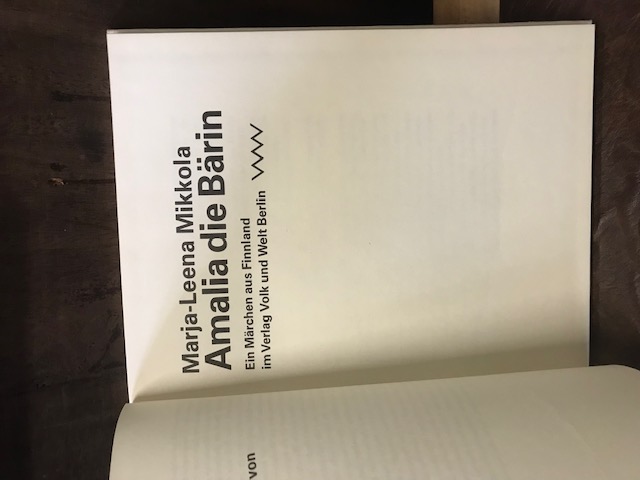 Marja-Leena Mikkola
Amalia die Bärin
Ein Märchen aus Finnland
im Verlag Volk und Welt Berlin
von